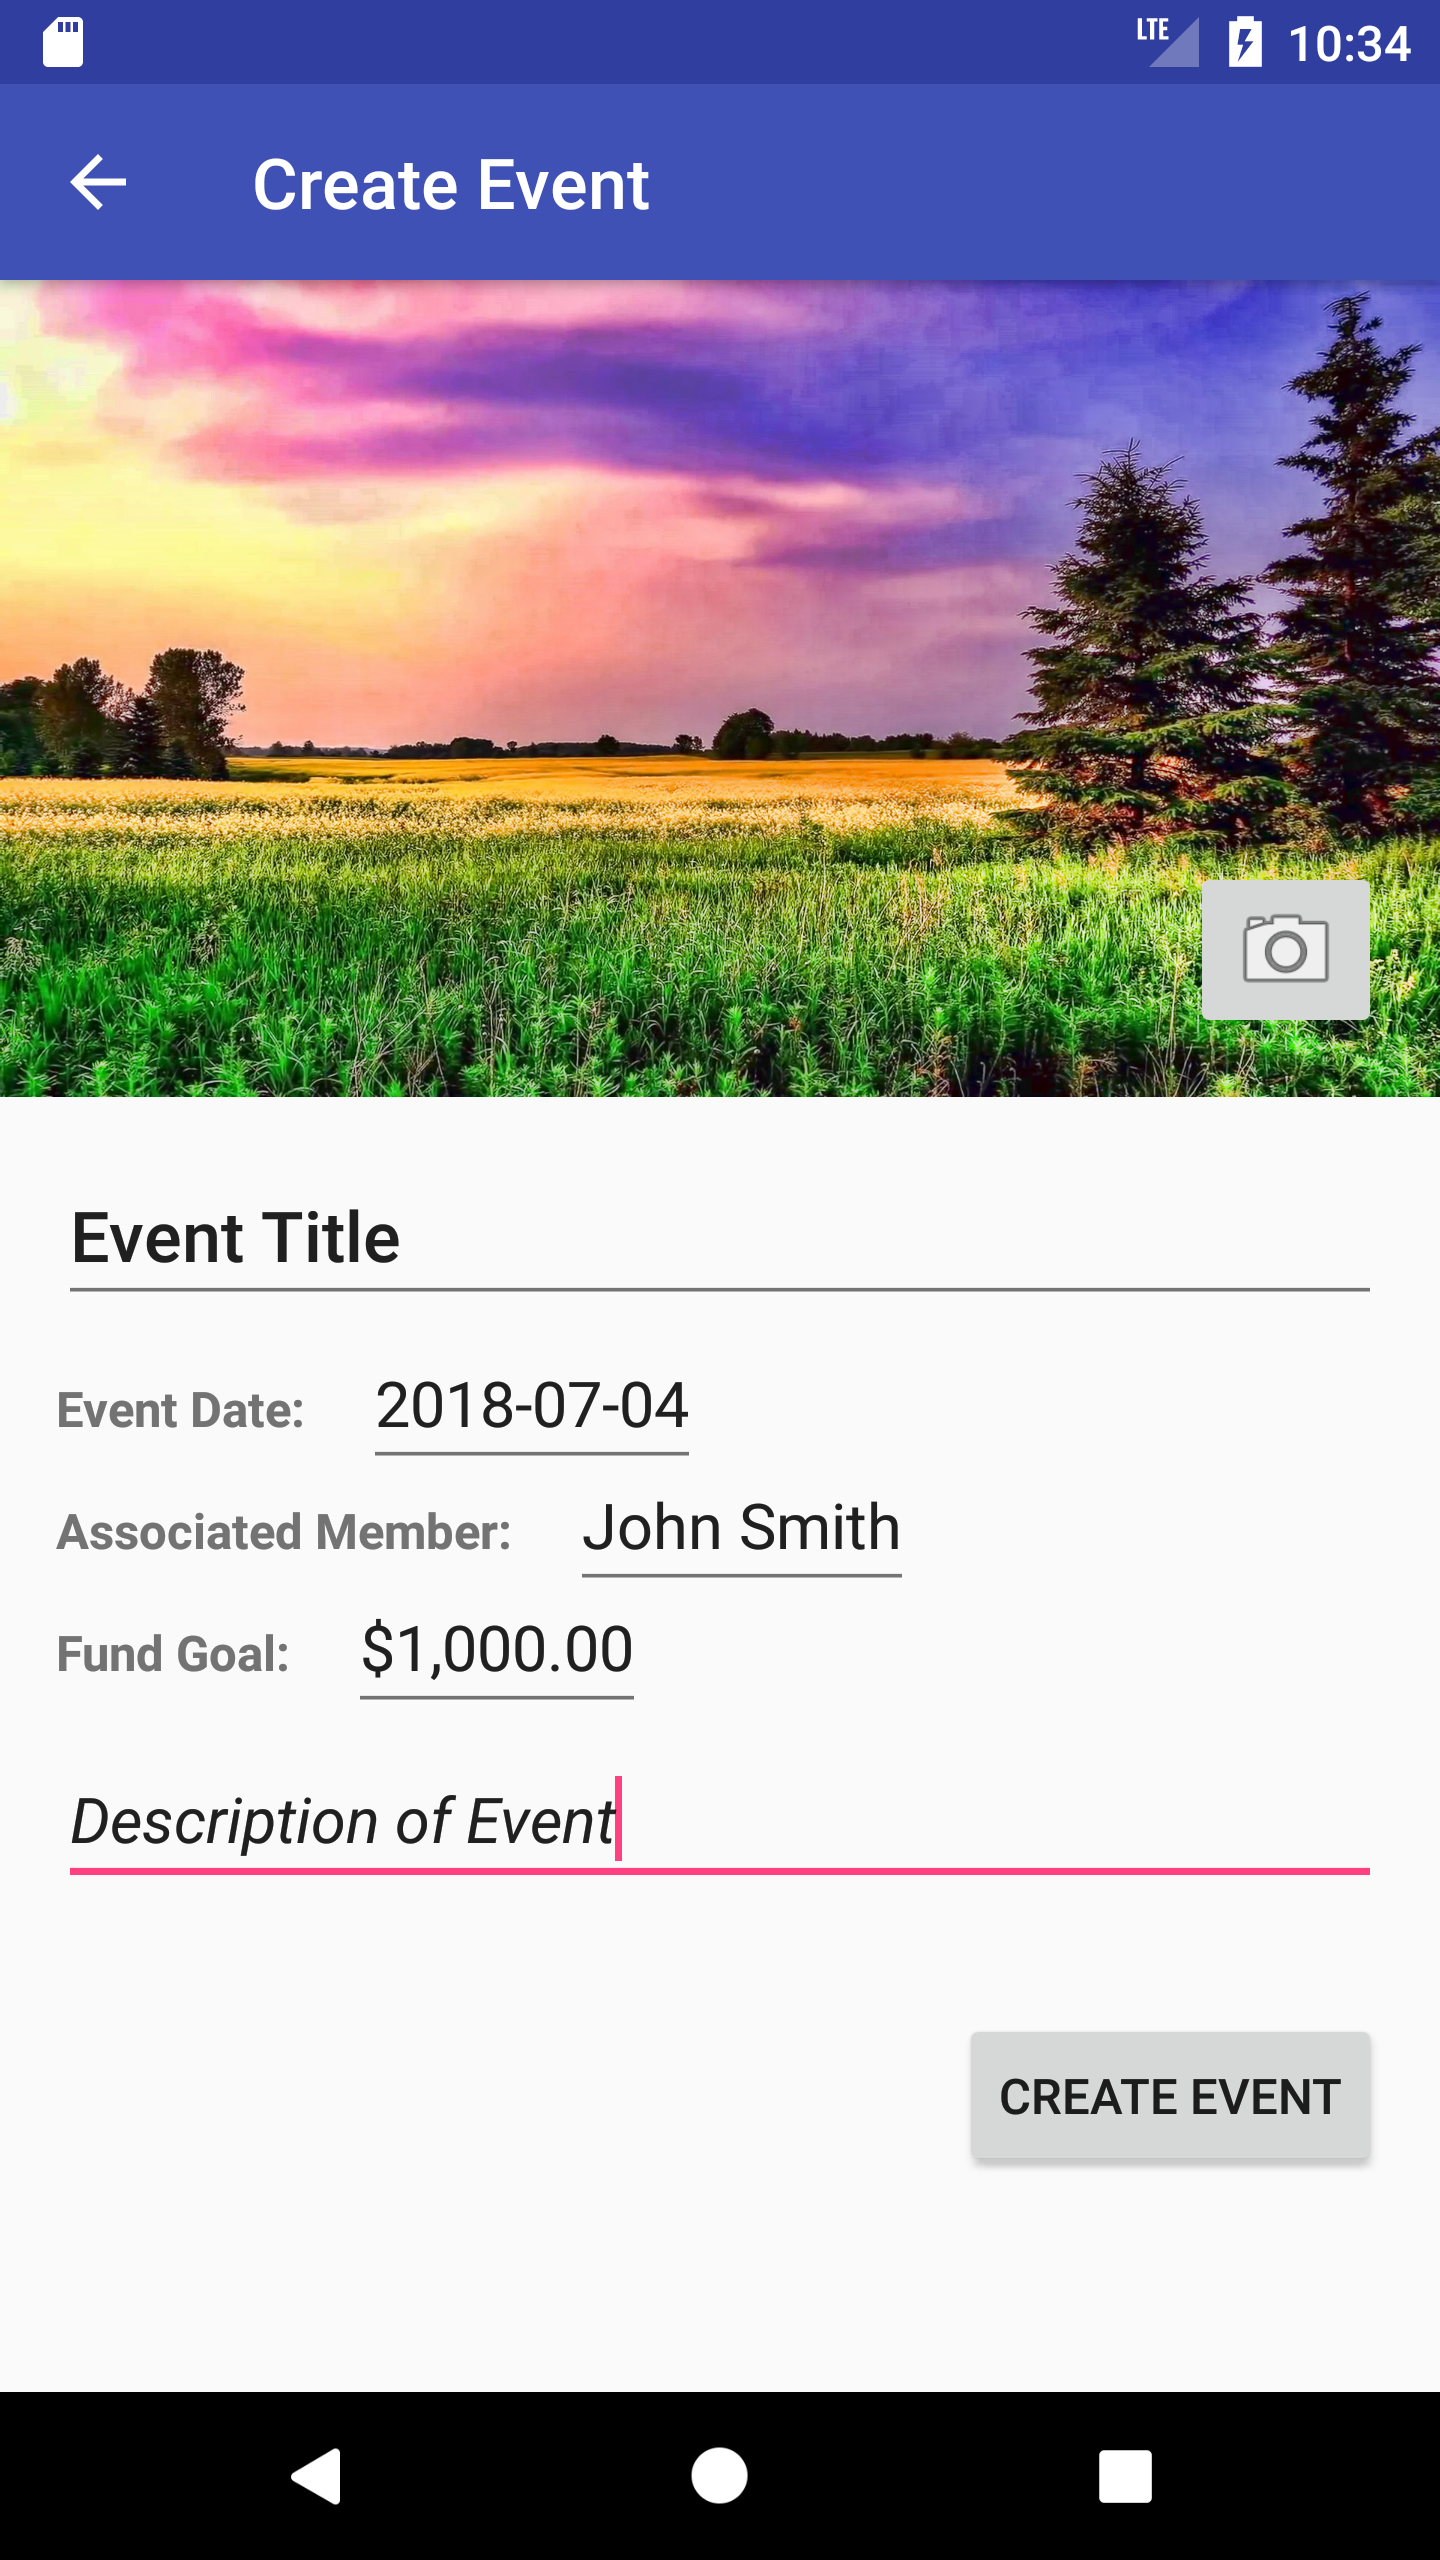 LTE 10:34
Create Event
Event Title
Event Date: 2018-07-04
Associated Member: John Smith
Fund Goal: $1,000.00
Description of Event
CREATE EVENT